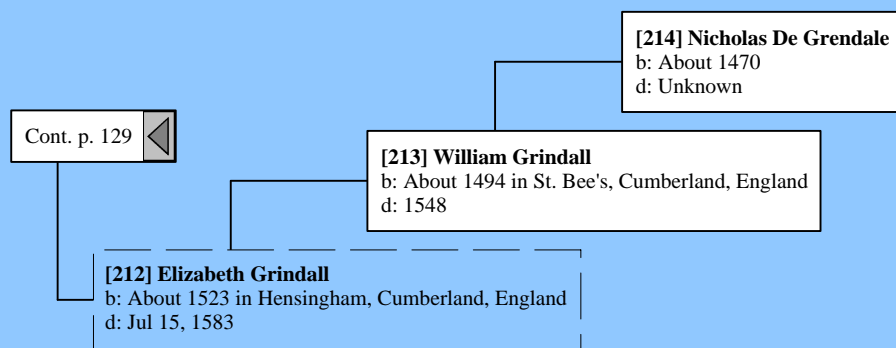 [214] Nicholas De Grendale
b: About 1470
d: Unknown
Cont. p. 129
[213] William Grindall
b: About 1494 in St. Bee's, Cumberland, England
d: 1548
[212] Elizabeth Grindall
b: About 1523 in Hensingham, Cumberland, England
d: Jul 15, 1583